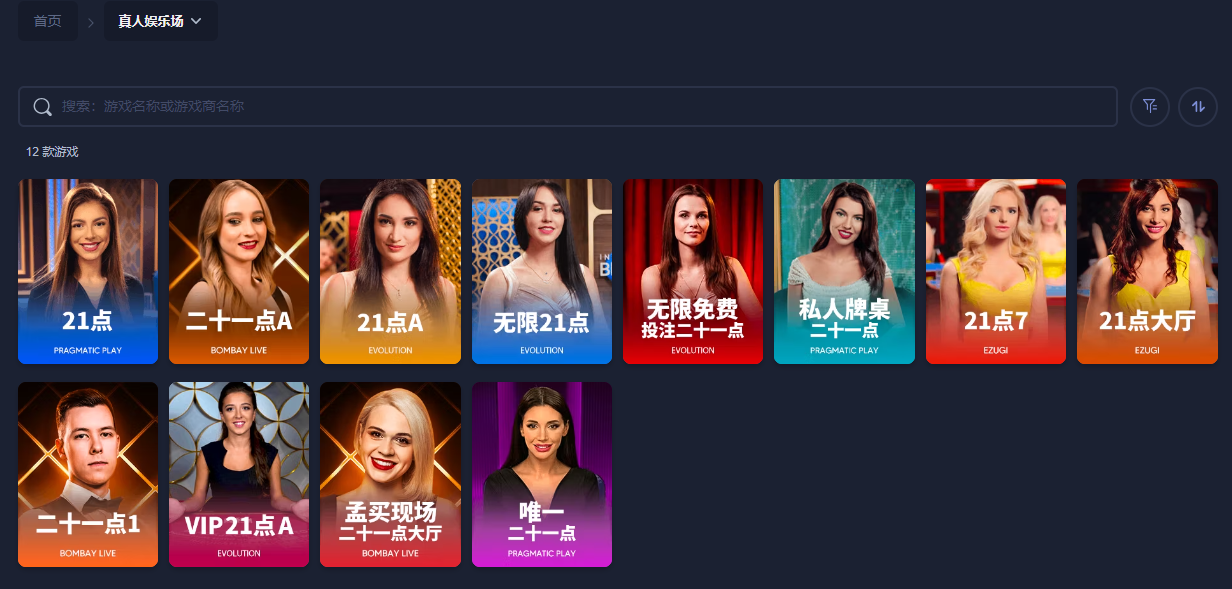 首页
真人娱乐场
搜索：游戏名称或游戏商名称
12 款游戏
21点
PRAGMATIC PLAY
二十一点A
BOMBAY LIVE
21点A
EVOLUTION
无限21点
EVOLUTION
无限免费
投注二十一点
EVOLUTION
私人牌桌
二十一点
PRAGMATIC PLAY
21点7
EZUGI
21点大厅
EZUGI
二十一点1
BOMBAY LIVE
VIP21点A
EVOLUTION
孟买现场
二十一点大厅
BOMBAY LIVE
唯一
二十一点
PRAGMATIC PLAY